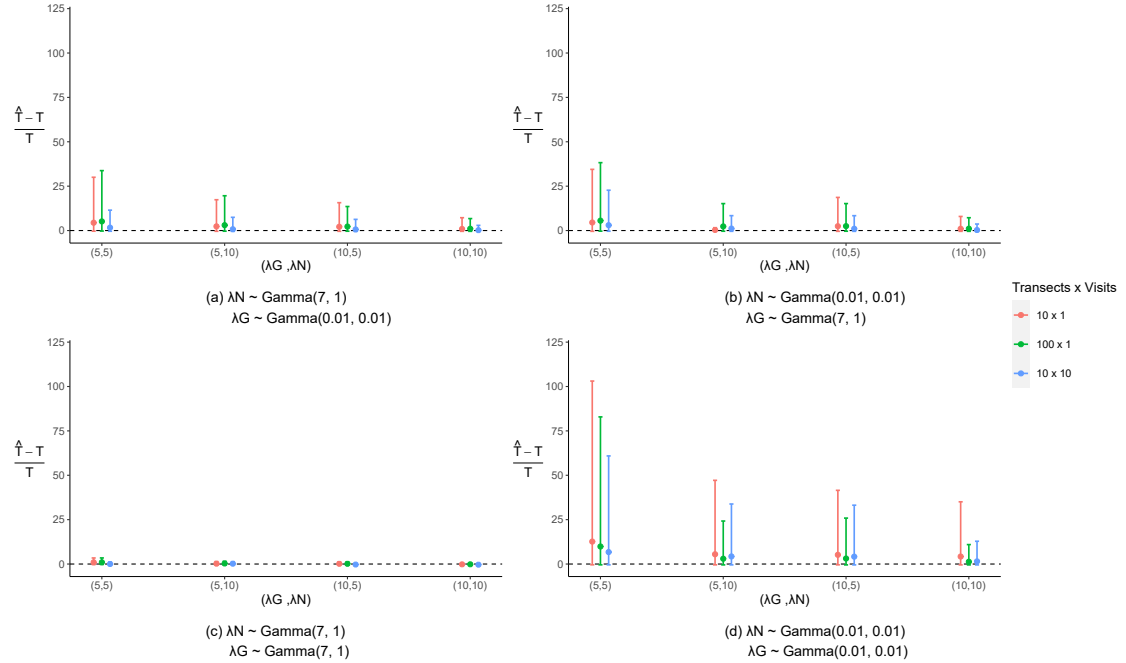 125
100
75
50
25
0
T̂ − T
T
(5,5) (5,10) (10,5) (10,10)
(λG ,λN)
(a) λN ~ Gamma(7, 1)
λG ~ Gamma(0.01, 0.01)
125
100
75
50
25
0
T̂ − T
T
(5,5) (5,10) (10,5) (10,10)
(λG ,λN)
(b) λN ~ Gamma(0.01, 0.01)
λG ~ Gamma(7, 1)
Transects x Visits
10 x 1
100 x 1
10 x 10
125
100
75
50
25
0
T̂ − T
T
(5,5) (5,10) (10,5) (10,10)
(λG ,λN)
(c) λN ~ Gamma(7, 1)
λG ~ Gamma(7, 1)
125
100
75
50
25
0
T̂ − T
T
(5,5) (5,10) (10,5) (10,10)
(λG ,λN)
(d) λN ~ Gamma(0.01, 0.01)
λG ~ Gamma(0.01, 0.01)